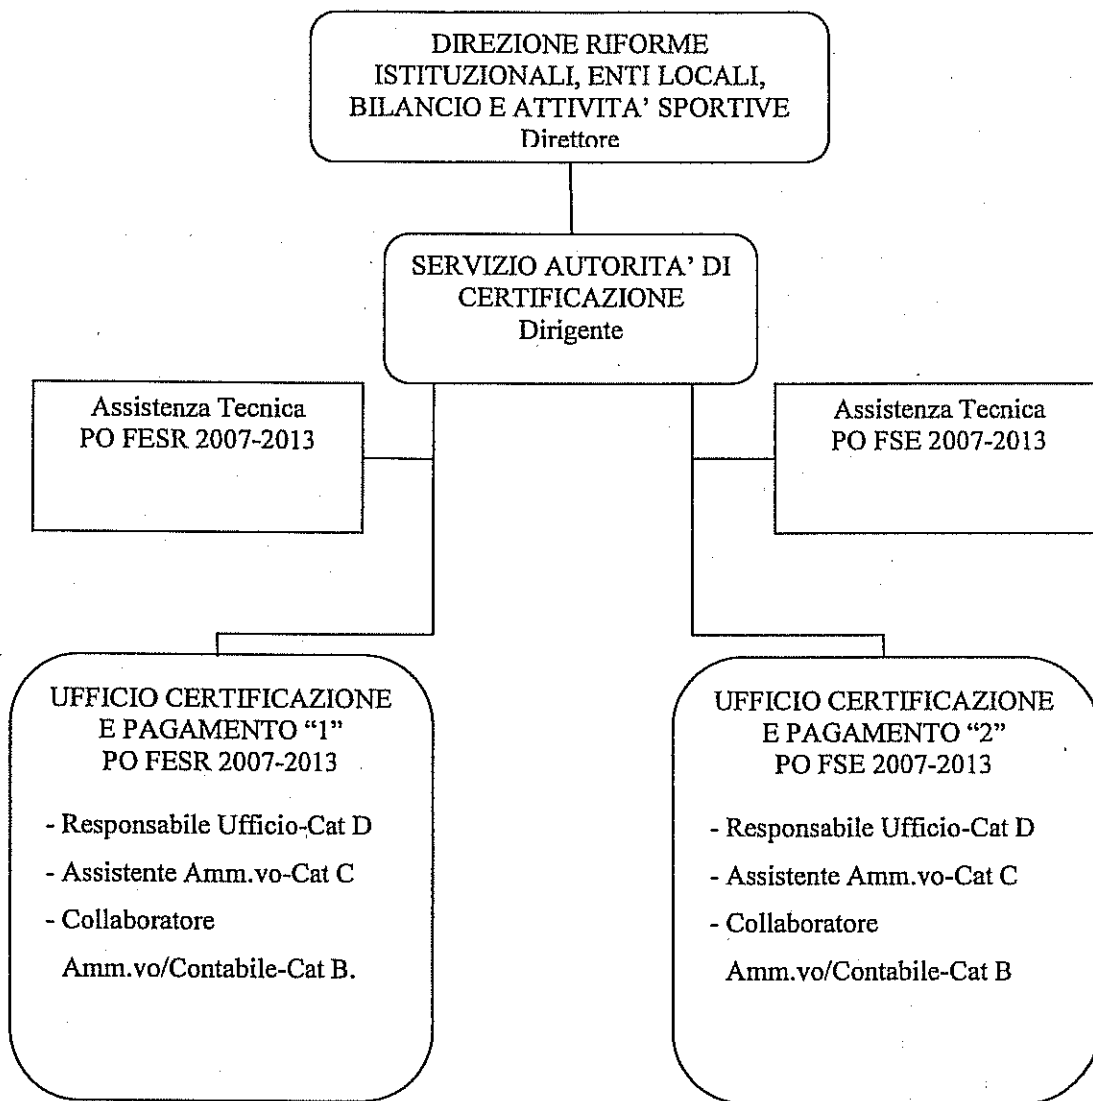 DIREZIONE RIFORME
ISTITUZIONALI, ENTI LOCALI,
BILANCIO E ATTIVITA' SPORTIVE
Direttore
SERVIZIO AUTORITA' DI
CERTIFICAZIONE
Dirigente
Assistenza Tecnica
PO FESR 2007-2013
Assistenza Tecnica
PO FSE 2007-2013
UFFICIO CERTIFICAZIONE
E PAGAMENTO “1”
PO FESR 2007-2013
- Responsabile Ufficio-Cat D
- Assistente Amm.vo-Cat C
- Collaboratore
Amm.vo/Contabile-Cat B.
UFFICIO CERTIFICAZIONE
E PAGAMENTO “2”
PO FSE 2007-2013
- Responsabile Ufficio-Cat D
- Assistente Amm.vo-Cat C
- Collaboratore
Amm.vo/Contabile-Cat B